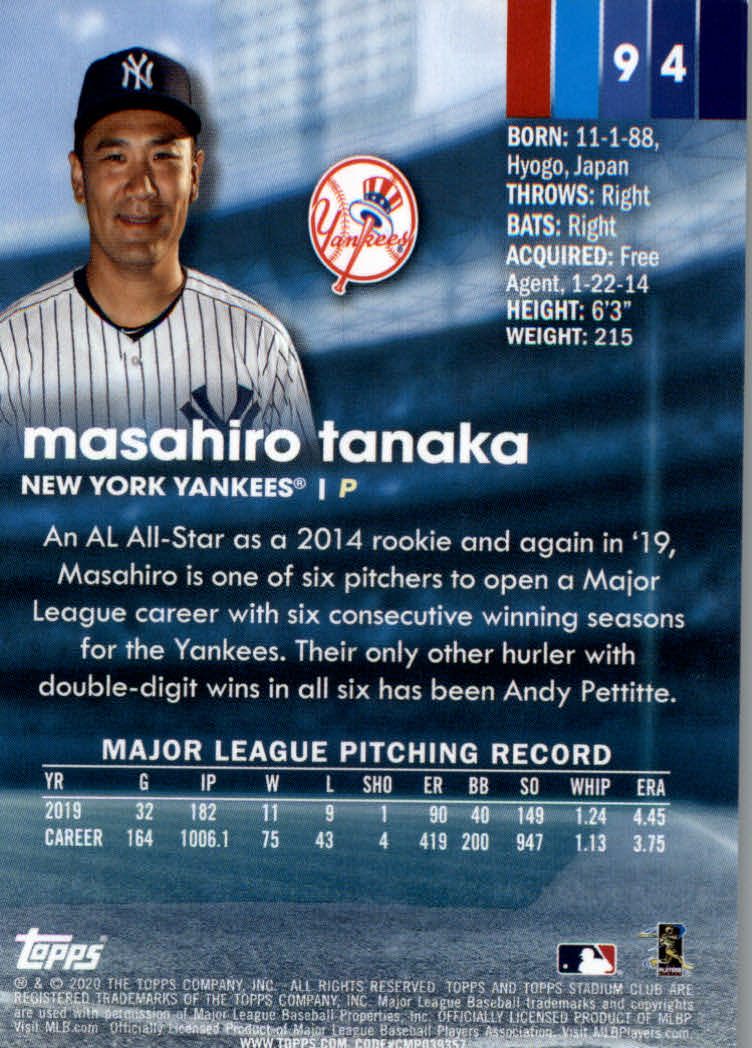 NY
94
BORN: 11-1-88,
Hyogo, Japan
THROWS: Right
BATS: Right
ACQUIRED: Free
Agent, 1-22-14
HEIGHT: 6'3"
WEIGHT: 215
Yankees
masahiro tanaka
NEW YORK YANKEES® | P
An AL All-Star as a 2014 rookie and again in '19,
Masahiro is one of six pitchers to open a Major
League career with six consecutive winning seasons
for the Yankees. Their only other hurler with
double-digit wins in all six has been Andy Pettitte.
MAJOR LEAGUE PITCHING RECORD
YR G IP W L SHO ER BB SO WHIP ERA
2019 32 182 11 9 1 90 40 149 1.24 4.45
CAREER 164 1006.1 75 43 4 419 200 947 1.13 3.75
Topps
® & © 2020 THE TOPPS COMPANY, INC. ALL RIGHTS RESERVED. TOPPS AND TOPPS STADIUM CLUB ARE
REGISTERED TRADEMARKS OF THE TOPPS COMPANY, INC. Major League Baseball trademarks and copyrights
are used with permission of Major League Baseball Properties, Inc. OFFICIALLY LICENSED PRODUCT OF MLBP
Visit MLB.com Officially Licensed Product of Major League Baseball Players Association. Visit MLBPlayers.com.
WWW.TOPPS.COM CODE#CMP039357